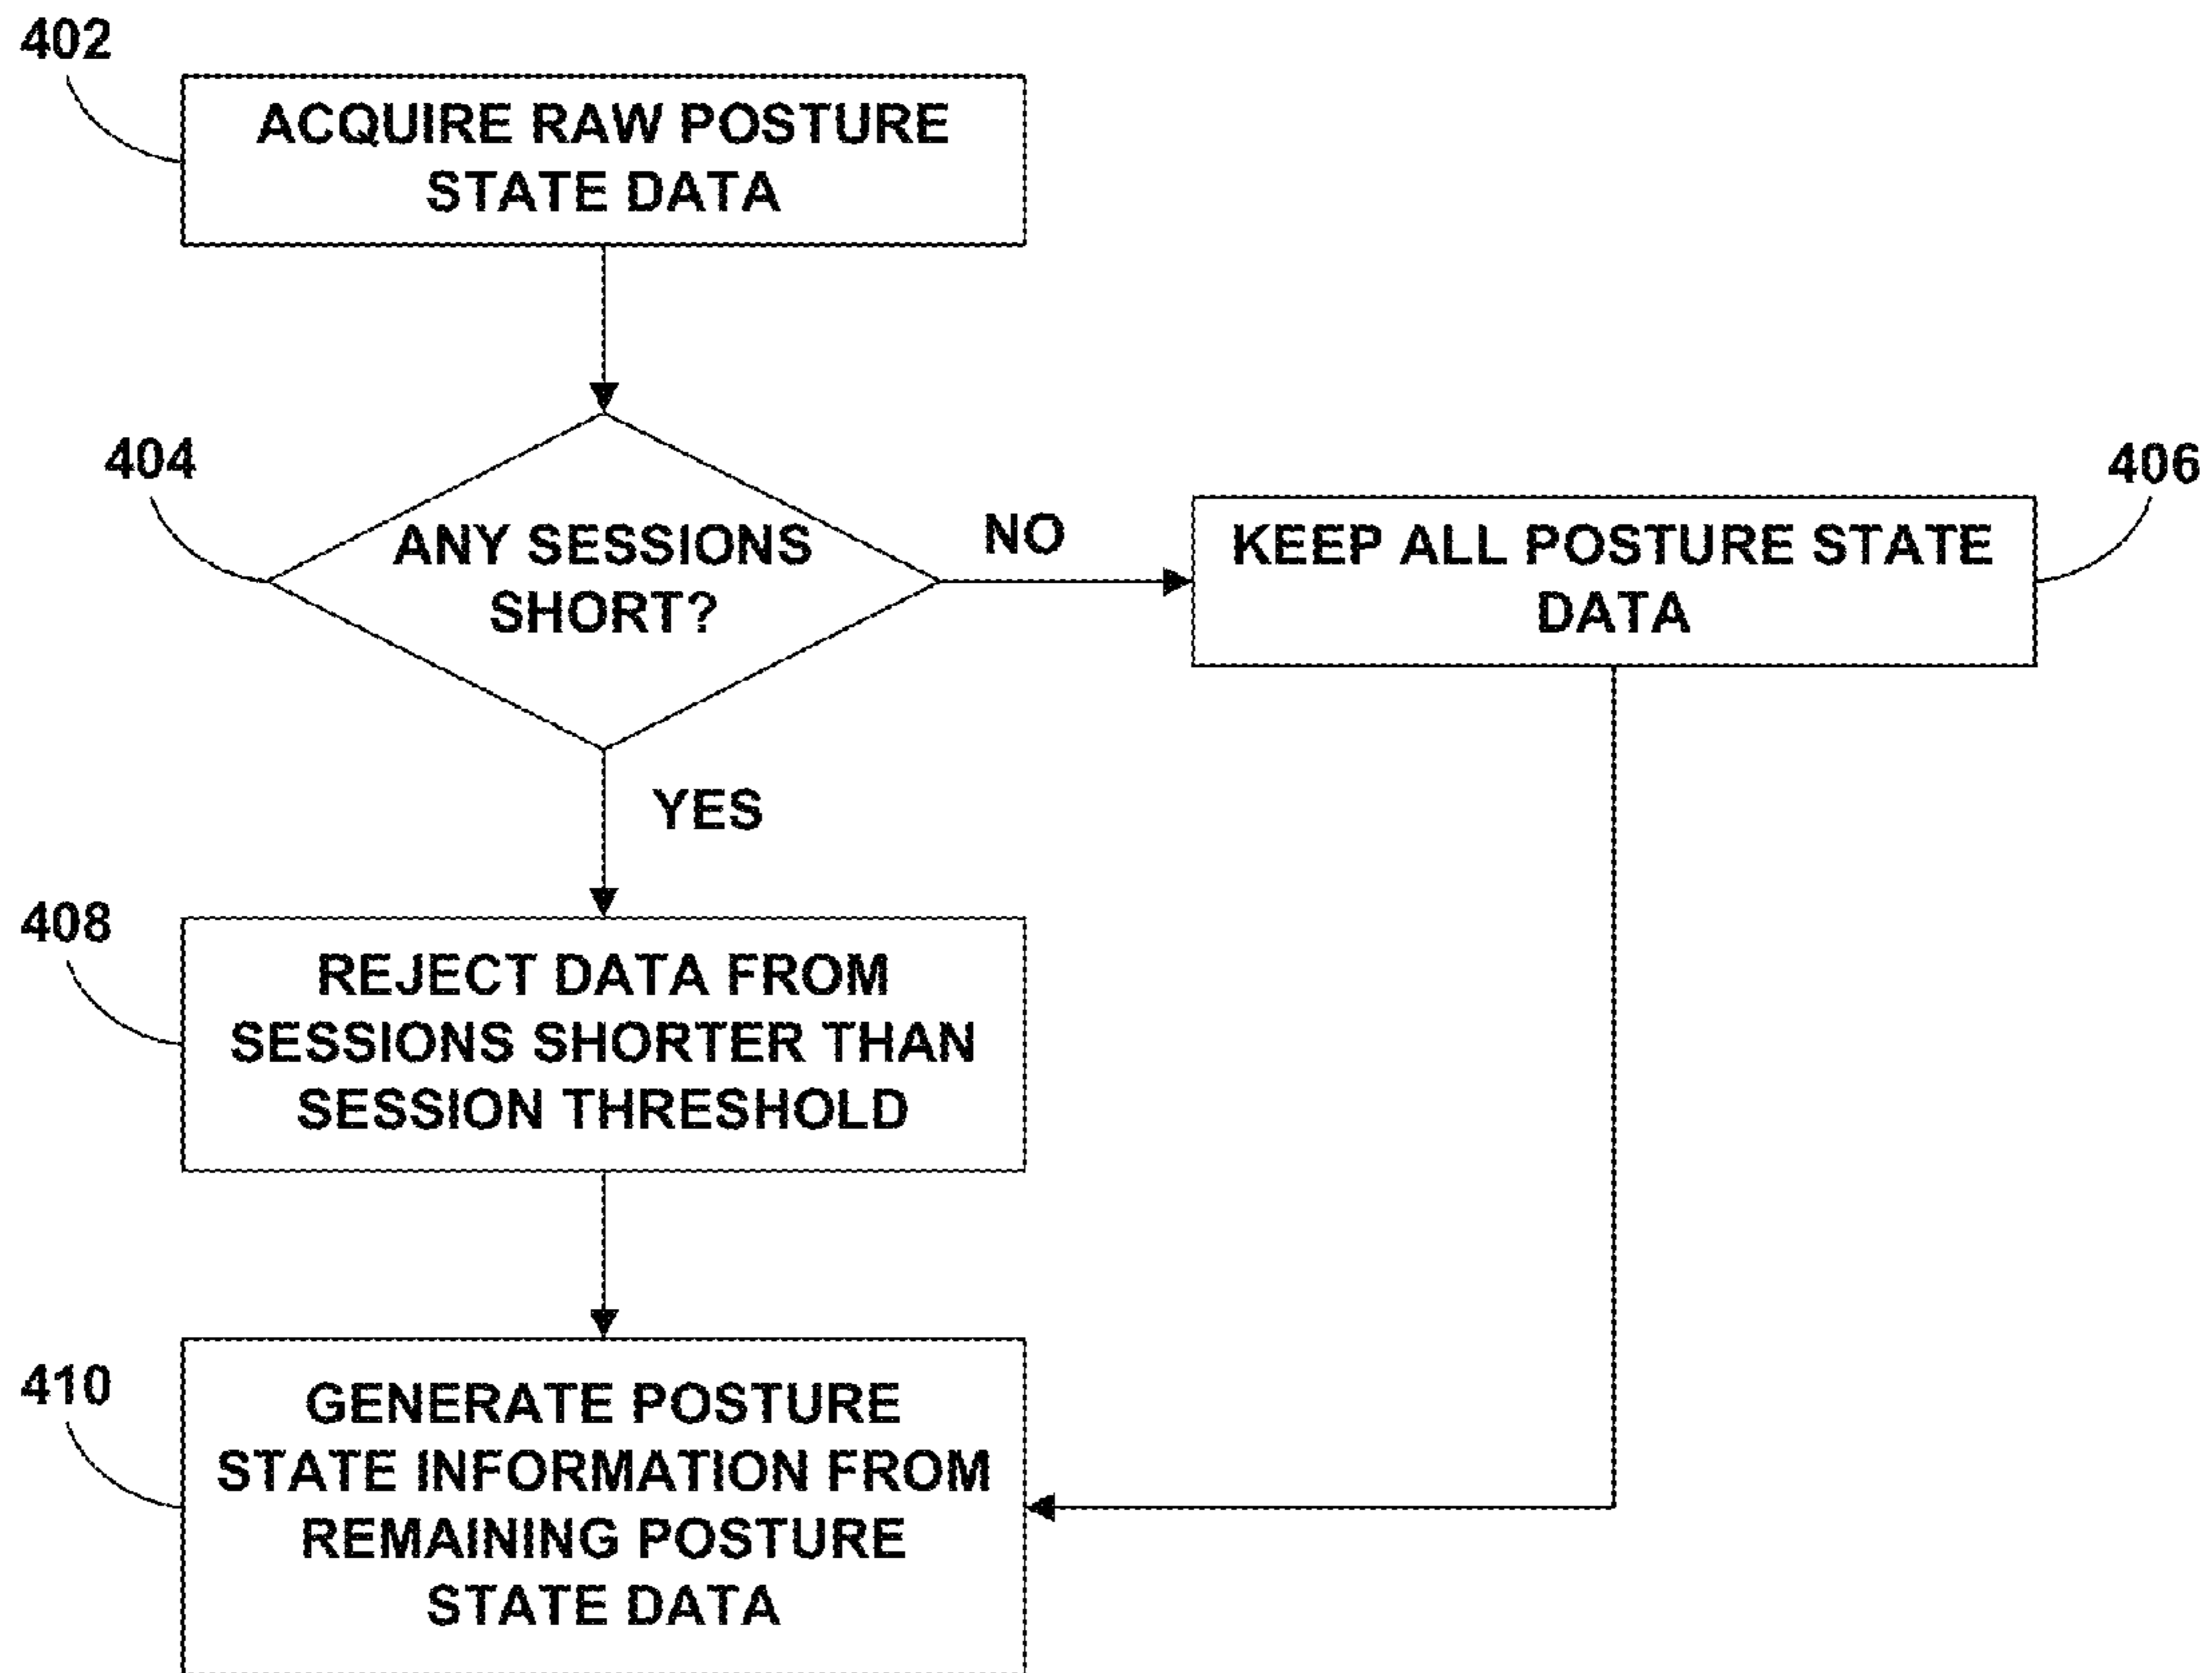 402
ACQUIRE RAW POSTURE
STATE DATA
404
ANY SESSIONS
SHORT?
NO
406
KEEP ALL POSTURE STATE
DATA
YES
408
REJECT DATA FROM
SESSIONS SHORTER THAN
SESSION THRESHOLD
410
GENERATE POSTURE
STATE INFORMATION FROM
REMAINING POSTURE
STATE DATA